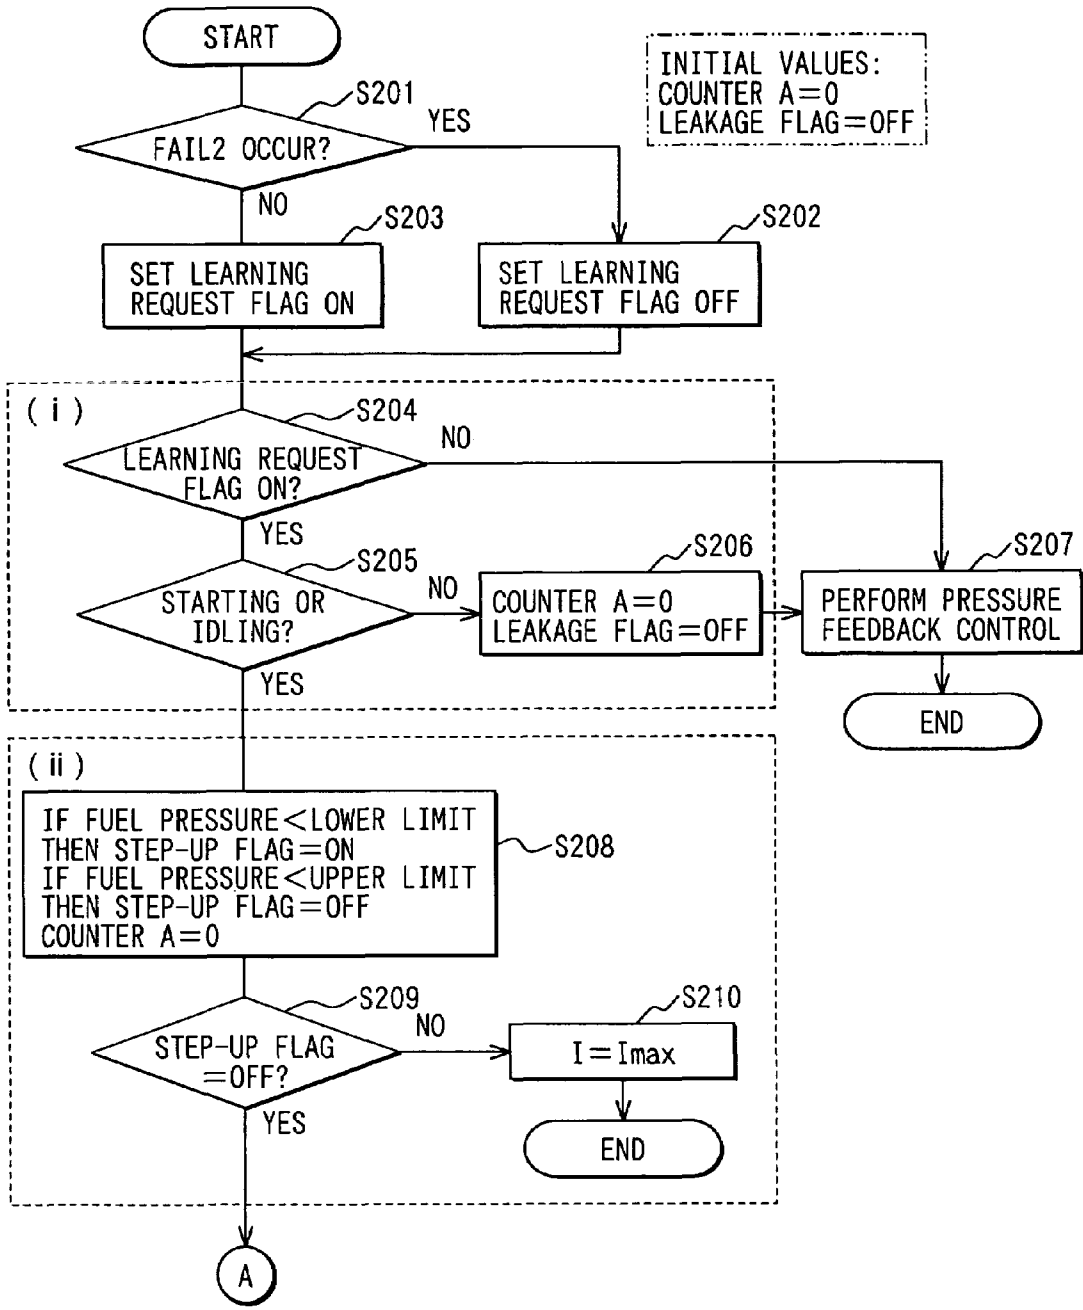 START
INITIAL VALUES:
COUNTER A=0
LEAKAGE FLAG=OFF
S201
FAIL2 OCCUR?
YES
NO
S203
SET LEARNING
REQUEST FLAG ON
S202
SET LEARNING
REQUEST FLAG OFF
(i)
S204
LEARNING REQUEST
FLAG ON?
NO
YES
S205
STARTING OR
IDLING?
NO
YES
S206
COUNTER A=0
LEAKAGE FLAG=OFF
S207
PERFORM PRESSURE
FEEDBACK CONTROL
END
(ii)
IF FUEL PRESSURE<LOWER LIMIT
THEN STEP-UP FLAG=ON
IF FUEL PRESSURE<UPPER LIMIT
THEN STEP-UP FLAG=OFF
COUNTER A=0
S208
S209
STEP-UP FLAG
=OFF?
NO
YES
S210
I=Imax
END
A